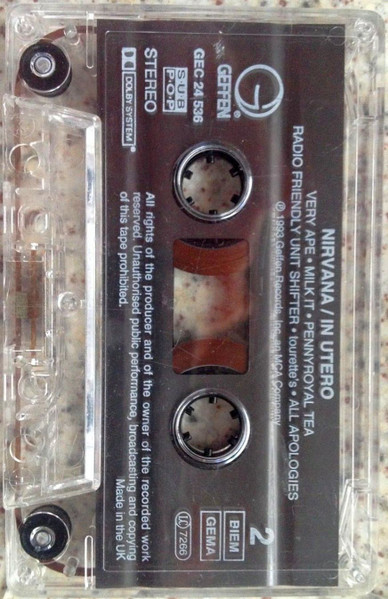 NIRVANA / IN UTERO
VERY APE • MILK IT • PENNYROYAL TEA
RADIO FRIENDLY UNIT SHIFTER • tourette's • ALL APOLOGIES
℗ 1993 Geffen Records, Inc. an MCA Company
G
GEFFEN®
2
BIEM
GEMA
GEC 24 536
SUB
POP
LC 7266
STEREO
DOLBY SYSTEM®
All rights of the producer and of the owner of the recorded work
reserved. Unauthorised public performance, broadcasting and copying
of this tape prohibited. Made in the UK